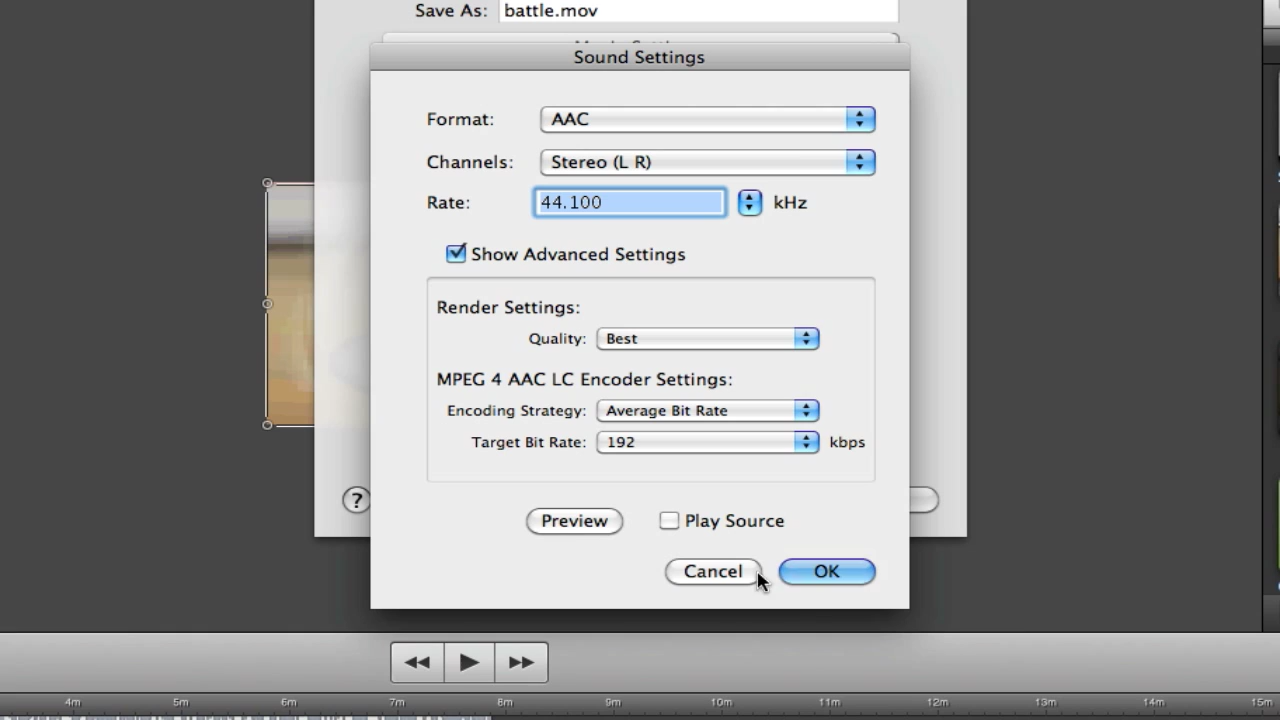 Save As: battle.mov
Sound Settings
Format: AAC
Channels: Stereo (L R)
Rate: 44.100 kHz
Show Advanced Settings
Render Settings:
Quality: Best
MPEG 4 AAC LC Encoder Settings:
Encoding Strategy: Average Bit Rate
Target Bit Rate: 192 kbps
?
Preview Play Source
Cancel OK
4m 5m 6m 7m 8m 9m 10m 11m 12m 13m 14m 15m